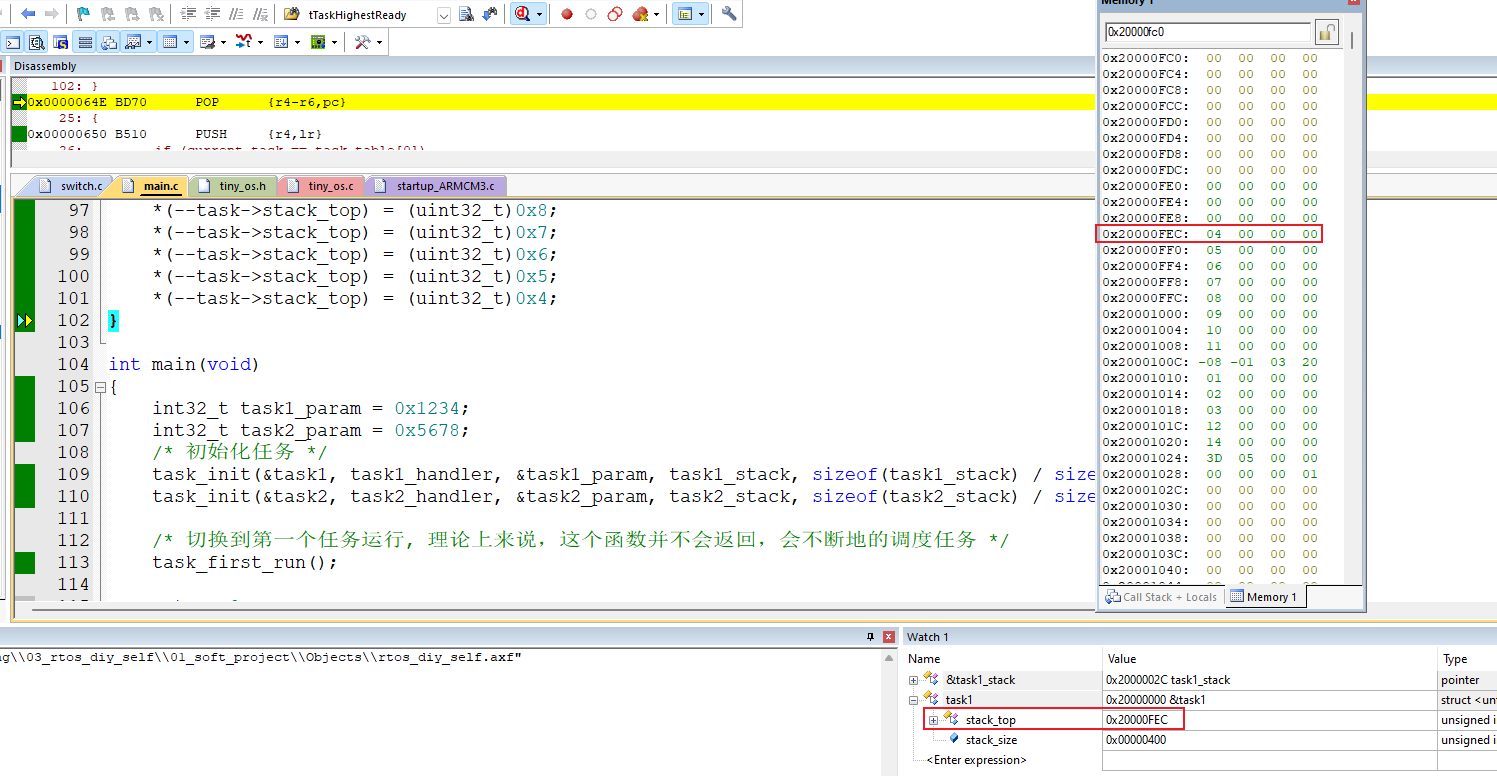 tTaskHighestReady
Disassembly
102: }
0x0000064E BD70 POP {r4-r6,pc}
25: {
0x00000650 B510 PUSH {r4,lr}
switch.c
main.c
tiny_os.h
tiny_os.c
startup_ARMCM3.c
97 *(--task->stack_top) = (uint32_t)0x8;
98 *(--task->stack_top) = (uint32_t)0x7;
99 *(--task->stack_top) = (uint32_t)0x6;
100 *(--task->stack_top) = (uint32_t)0x5;
101 *(--task->stack_top) = (uint32_t)0x4;
102 }
103
104 int main(void)
105 {
106 int32_t task1_param = 0x1234;
107 int32_t task2_param = 0x5678;
108 /* 初始化任务 */
109 task_init(&task1, task1_handler, &task1_param, task1_stack, sizeof(task1_stack) / size
110 task_init(&task2, task2_handler, &task2_param, task2_stack, sizeof(task2_stack) / size
111
112 /* 切换到第一个任务运行, 理论上来说，这个函数并不会返回，会不断地的调度任务 */
113 task_first_run();
114
Memory 1
0x20000fc0
0x20000FC0: 00 00 00 00
0x20000FC4: 00 00 00 00
0x20000FC8: 00 00 00 00
0x20000FCC: 00 00 00 00
0x20000FD0: 00 00 00 00
0x20000FD4: 00 00 00 00
0x20000FD8: 00 00 00 00
0x20000FDC: 00 00 00 00
0x20000FE0: 00 00 00 00
0x20000FE4: 00 00 00 00
0x20000FE8: 00 00 00 00
0x20000FEC: 04 00 00 00
0x20000FF0: 05 00 00 00
0x20000FF4: 06 00 00 00
0x20000FF8: 07 00 00 00
0x20000FFC: 08 00 00 00
0x20001000: 09 00 00 00
0x20001004: 10 00 00 00
0x20001008: 11 00 00 00
0x2000100C: -08 -01 03 20
0x20001010: 01 00 00 00
0x20001014: 02 00 00 00
0x20001018: 03 00 00 00
0x2000101C: 12 00 00 00
0x20001020: 14 00 00 00
0x20001024: 3D 05 00 00
0x20001028: 00 00 00 01
0x2000102C: 00 00 00 00
0x20001030: 00 00 00 00
0x20001034: 00 00 00 00
0x20001038: 00 00 00 00
0x2000103C: 00 00 00 00
0x20001040: 00 00 00 00
Call Stack + Locals
Memory 1
g\\03_rtos_diy_self\\01_soft_project\\Objects\\rtos_diy_self.axf"
Watch 1
Name Value Type
&task1_stack 0x2000002C task1_stack pointer
task1 0x20000000 &task1 struct <un
stack_top 0x20000FEC unsigned i
stack_size 0x00000400 unsigned i
<Enter expression>